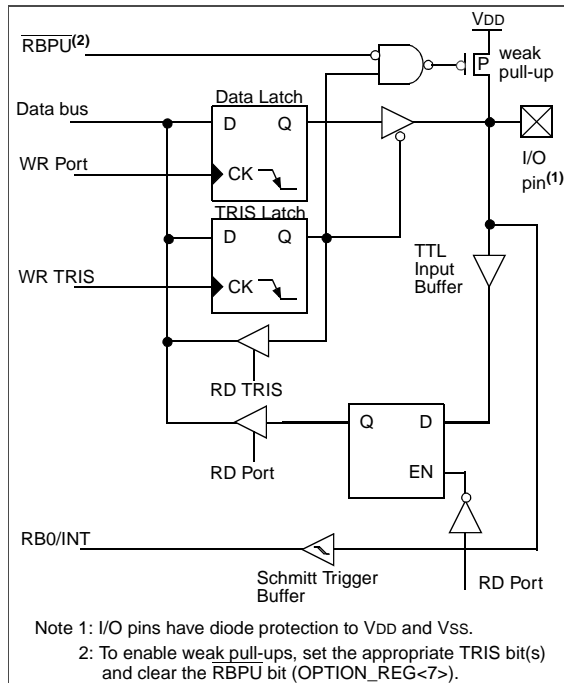 VDD
RBPU(2)
P
weak
pull-up
Data bus
Data Latch
D Q
WR Port
CK
I/O
pin(1)
TRIS Latch
D Q
WR TRIS
CK
TTL
Input
Buffer
RD TRIS
Q D
RD Port
EN
RB0/INT
Schmitt Trigger
Buffer
RD Port
Note 1: I/O pins have diode protection to VDD and VSS.
2: To enable weak pull-ups, set the appropriate TRIS bit(s)
and clear the RBPU bit (OPTION_REG<7>).